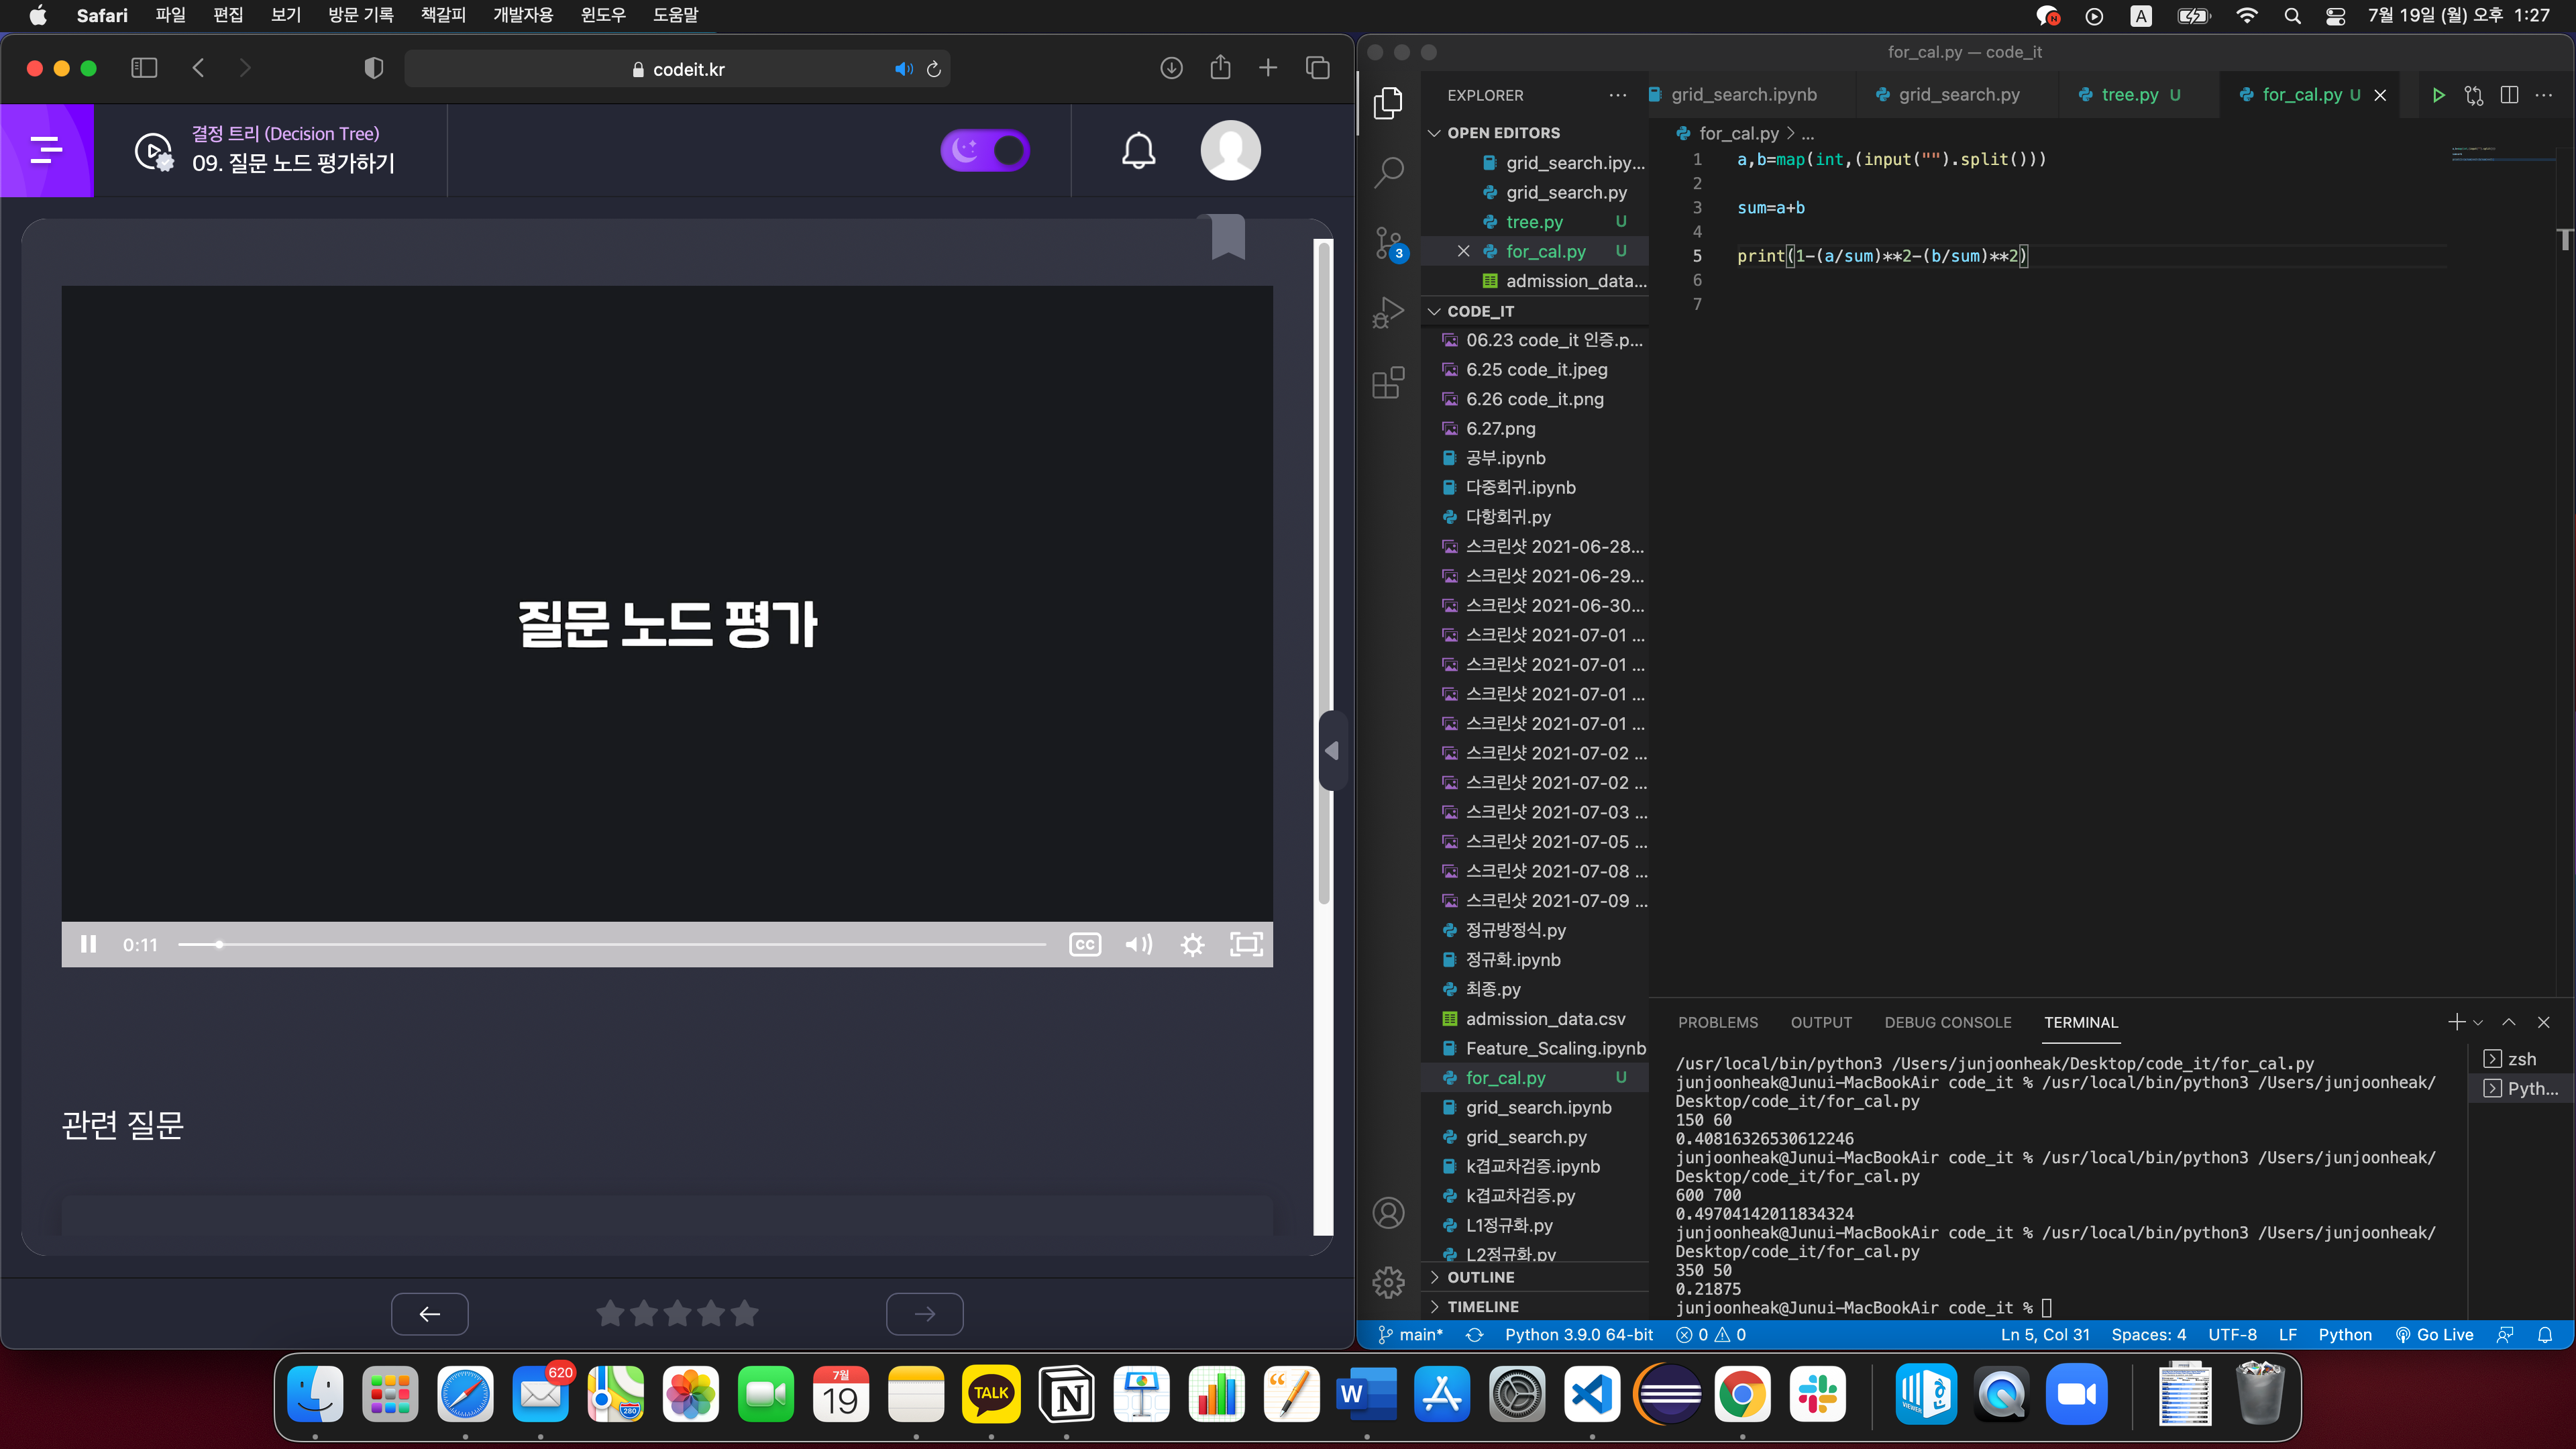 Safari 파일 편집 보기 방문 기록 책갈피 개발자용 윈도우 도움말
A 7월 19일 (월) 오후 1:27
codeit.kr
결정 트리 (Decision Tree)
09. 질문 노드 평가하기
질문 노드 평가
0:11
CC
관련 질문
for_cal.py — code_it
EXPLORER
grid_search.ipynb
grid_search.py
tree.py U
for_cal.py U
OPEN EDITORS
grid_search.ipy...
grid_search.py
tree.py U
for_cal.py U
admission_data...
3
CODE_IT
06.23 code_it 인증.p...
6.25 code_it.jpeg
6.26 code_it.png
6.27.png
공부.ipynb
다중회귀.ipynb
다항회귀.py
스크린샷 2021-06-28...
스크린샷 2021-06-29...
스크린샷 2021-06-30...
스크린샷 2021-07-01 ...
스크린샷 2021-07-01 ...
스크린샷 2021-07-01 ...
스크린샷 2021-07-01 ...
스크린샷 2021-07-02 ...
스크린샷 2021-07-02 ...
스크린샷 2021-07-03 ...
스크린샷 2021-07-05 ...
스크린샷 2021-07-08 ...
스크린샷 2021-07-09 ...
정규방정식.py
정규화.ipynb
최종.py
admission_data.csv
Feature_Scaling.ipynb
for_cal.py U
grid_search.ipynb
grid_search.py
k겹교차검증.ipynb
k겹교차검증.py
L1정규화.py
L2정규화.py
OUTLINE
TIMELINE
for_cal.py > ...
1 a,b=map(int,(input("").split()))
2
3 sum=a+b
4
5 print(1-(a/sum)**2-(b/sum)**2)
6
7
PROBLEMS OUTPUT DEBUG CONSOLE TERMINAL
/usr/local/bin/python3 /Users/junjoonheak/Desktop/code_it/for_cal.py
junjoonheak@Junui-MacBookAir code_it % /usr/local/bin/python3 /Users/junjoonheak/
Desktop/code_it/for_cal.py
150 60
0.40816326530612246
junjoonheak@Junui-MacBookAir code_it % /usr/local/bin/python3 /Users/junjoonheak/
Desktop/code_it/for_cal.py
600 700
0.49704142011834324
junjoonheak@Junui-MacBookAir code_it % /usr/local/bin/python3 /Users/junjoonheak/
Desktop/code_it/for_cal.py
350 50
0.21875
junjoonheak@Junui-MacBookAir code_it %
zsh
Pyth...
main* Python 3.9.0 64-bit 0 0 Ln 5, Col 31 Spaces: 4 UTF-8 LF Python Go Live
620
280
7월
19
TALK
N
W
VIEWER
한